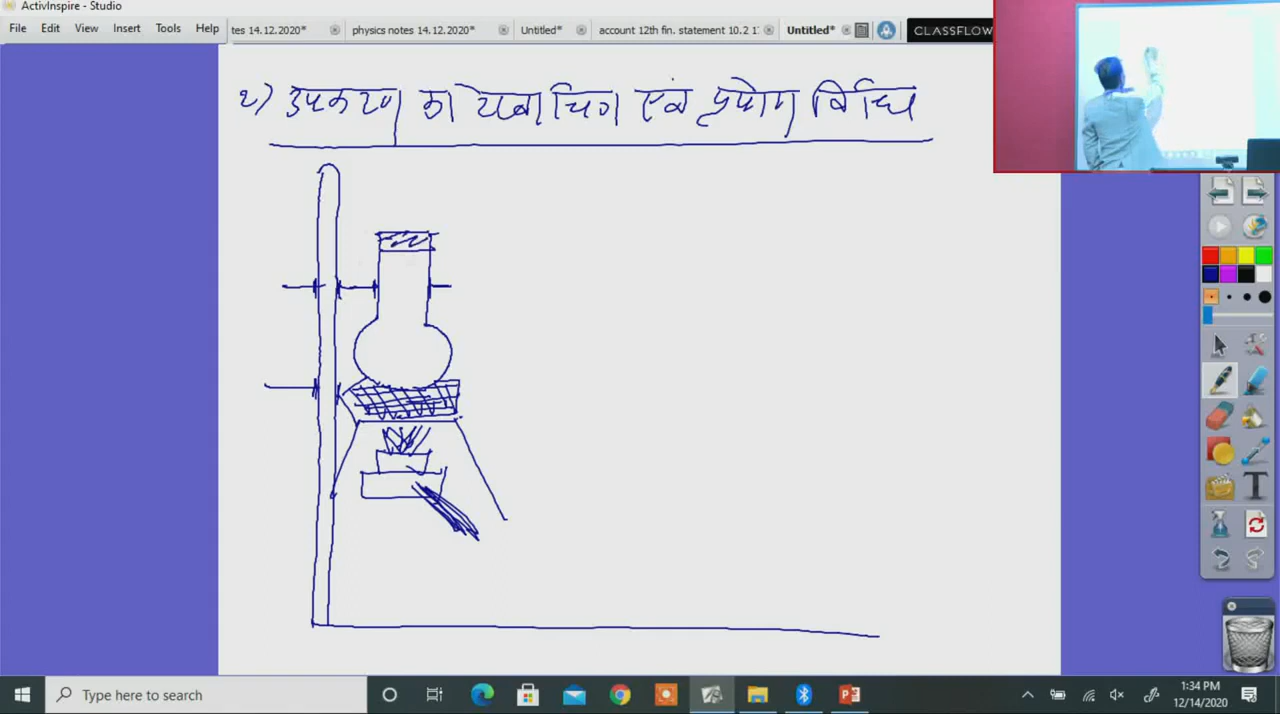 ActivInspire - Studio
File Edit View Insert Tools Help
tes 14.12.2020* physics notes 14.12.2020* Untitled* account 12th fin. statement 10.2 1: Untitled* CLASSFLOW
२) उपकरण का रेखाचित्र एवं प्रयोग विधि
T
Type here to search
1:34 PM
12/14/2020